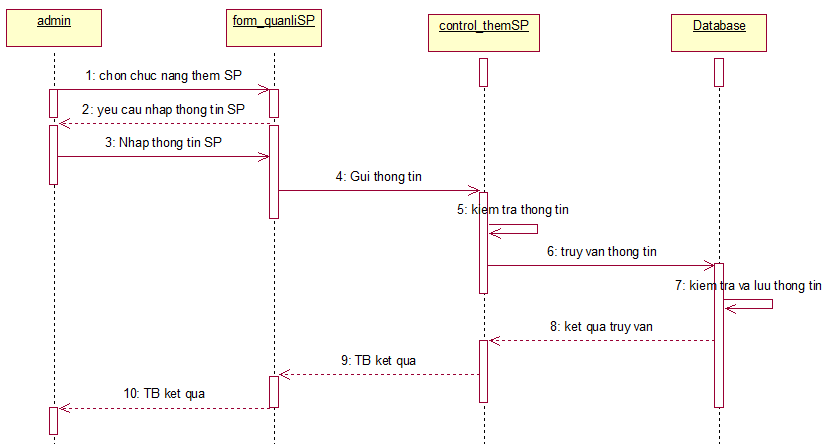 admin
form_quanliSP
control_themSP
Database
1: chon chuc nang them SP
2: yeu cau nhap thong tin SP
3: Nhap thong tin SP
4: Gui thong tin
5: kiem tra thong tin
6: truy van thong tin
7: kiem tra va luu thong tin
8: ket qua truy van
9: TB ket qua
10: TB ket qua